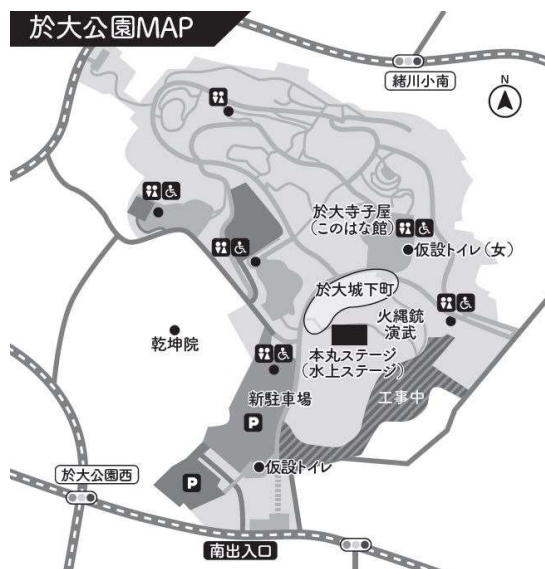 於大公園MAP
緒川小南
N
於大寺子屋
(このはな館)
仮設トイレ(女)
於大城下町
火縄銃
演武
乾坤院
本丸ステージ
(水上ステージ)
新駐車場
工事中
P
於大公園西
仮設トイレ
P
南出入口